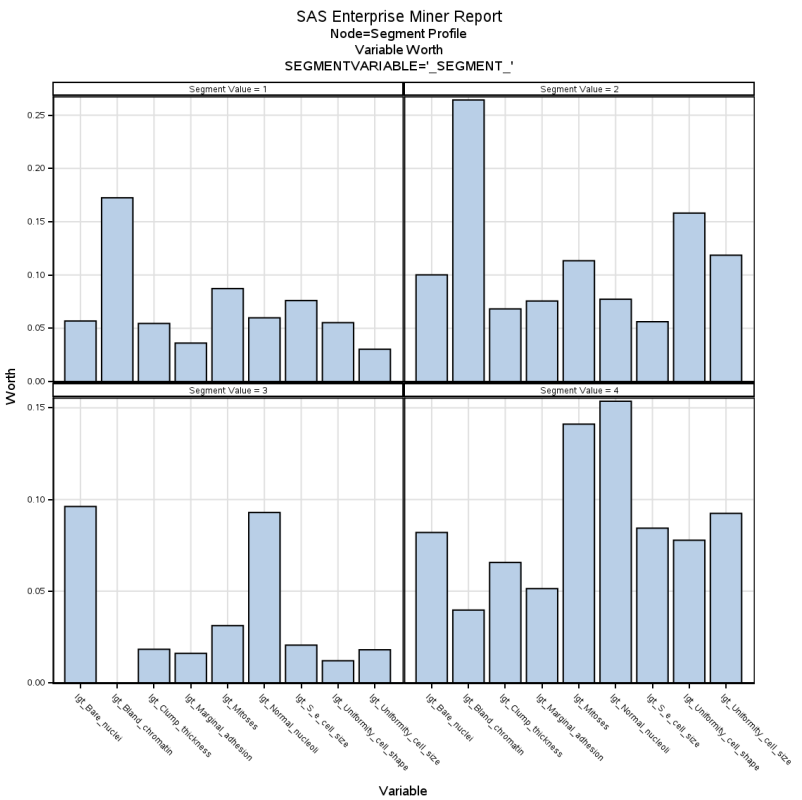 SAS Enterprise Miner Report
Node=Segment Profile
Variable Worth
SEGMENTVARIABLE='_SEGMENT_'
Segment Value = 1
Segment Value = 2
0.25
0.20
0.15
0.10
0.05
0.00
Worth
Segment Value = 3
Segment Value = 4
0.15
0.10
0.05
0.00
lgt_Bare_nuclei
lgt_Bland_chromatin
lgt_Clump_thickness
lgt_Marginal_adhesion
lgt_Mitoses
lgt_Normal_nucleoli
lgt_S_e_cell_size
lgt_Uniformity_cell_shape
lgt_Uniformity_cell_size
lgt_Bare_nuclei
lgt_Bland_chromatin
lgt_Clump_thickness
lgt_Marginal_adhesion
lgt_Mitoses
lgt_Normal_nucleoli
lgt_S_e_cell_size
lgt_Uniformity_cell_shape
lgt_Uniformity_cell_size
Variable